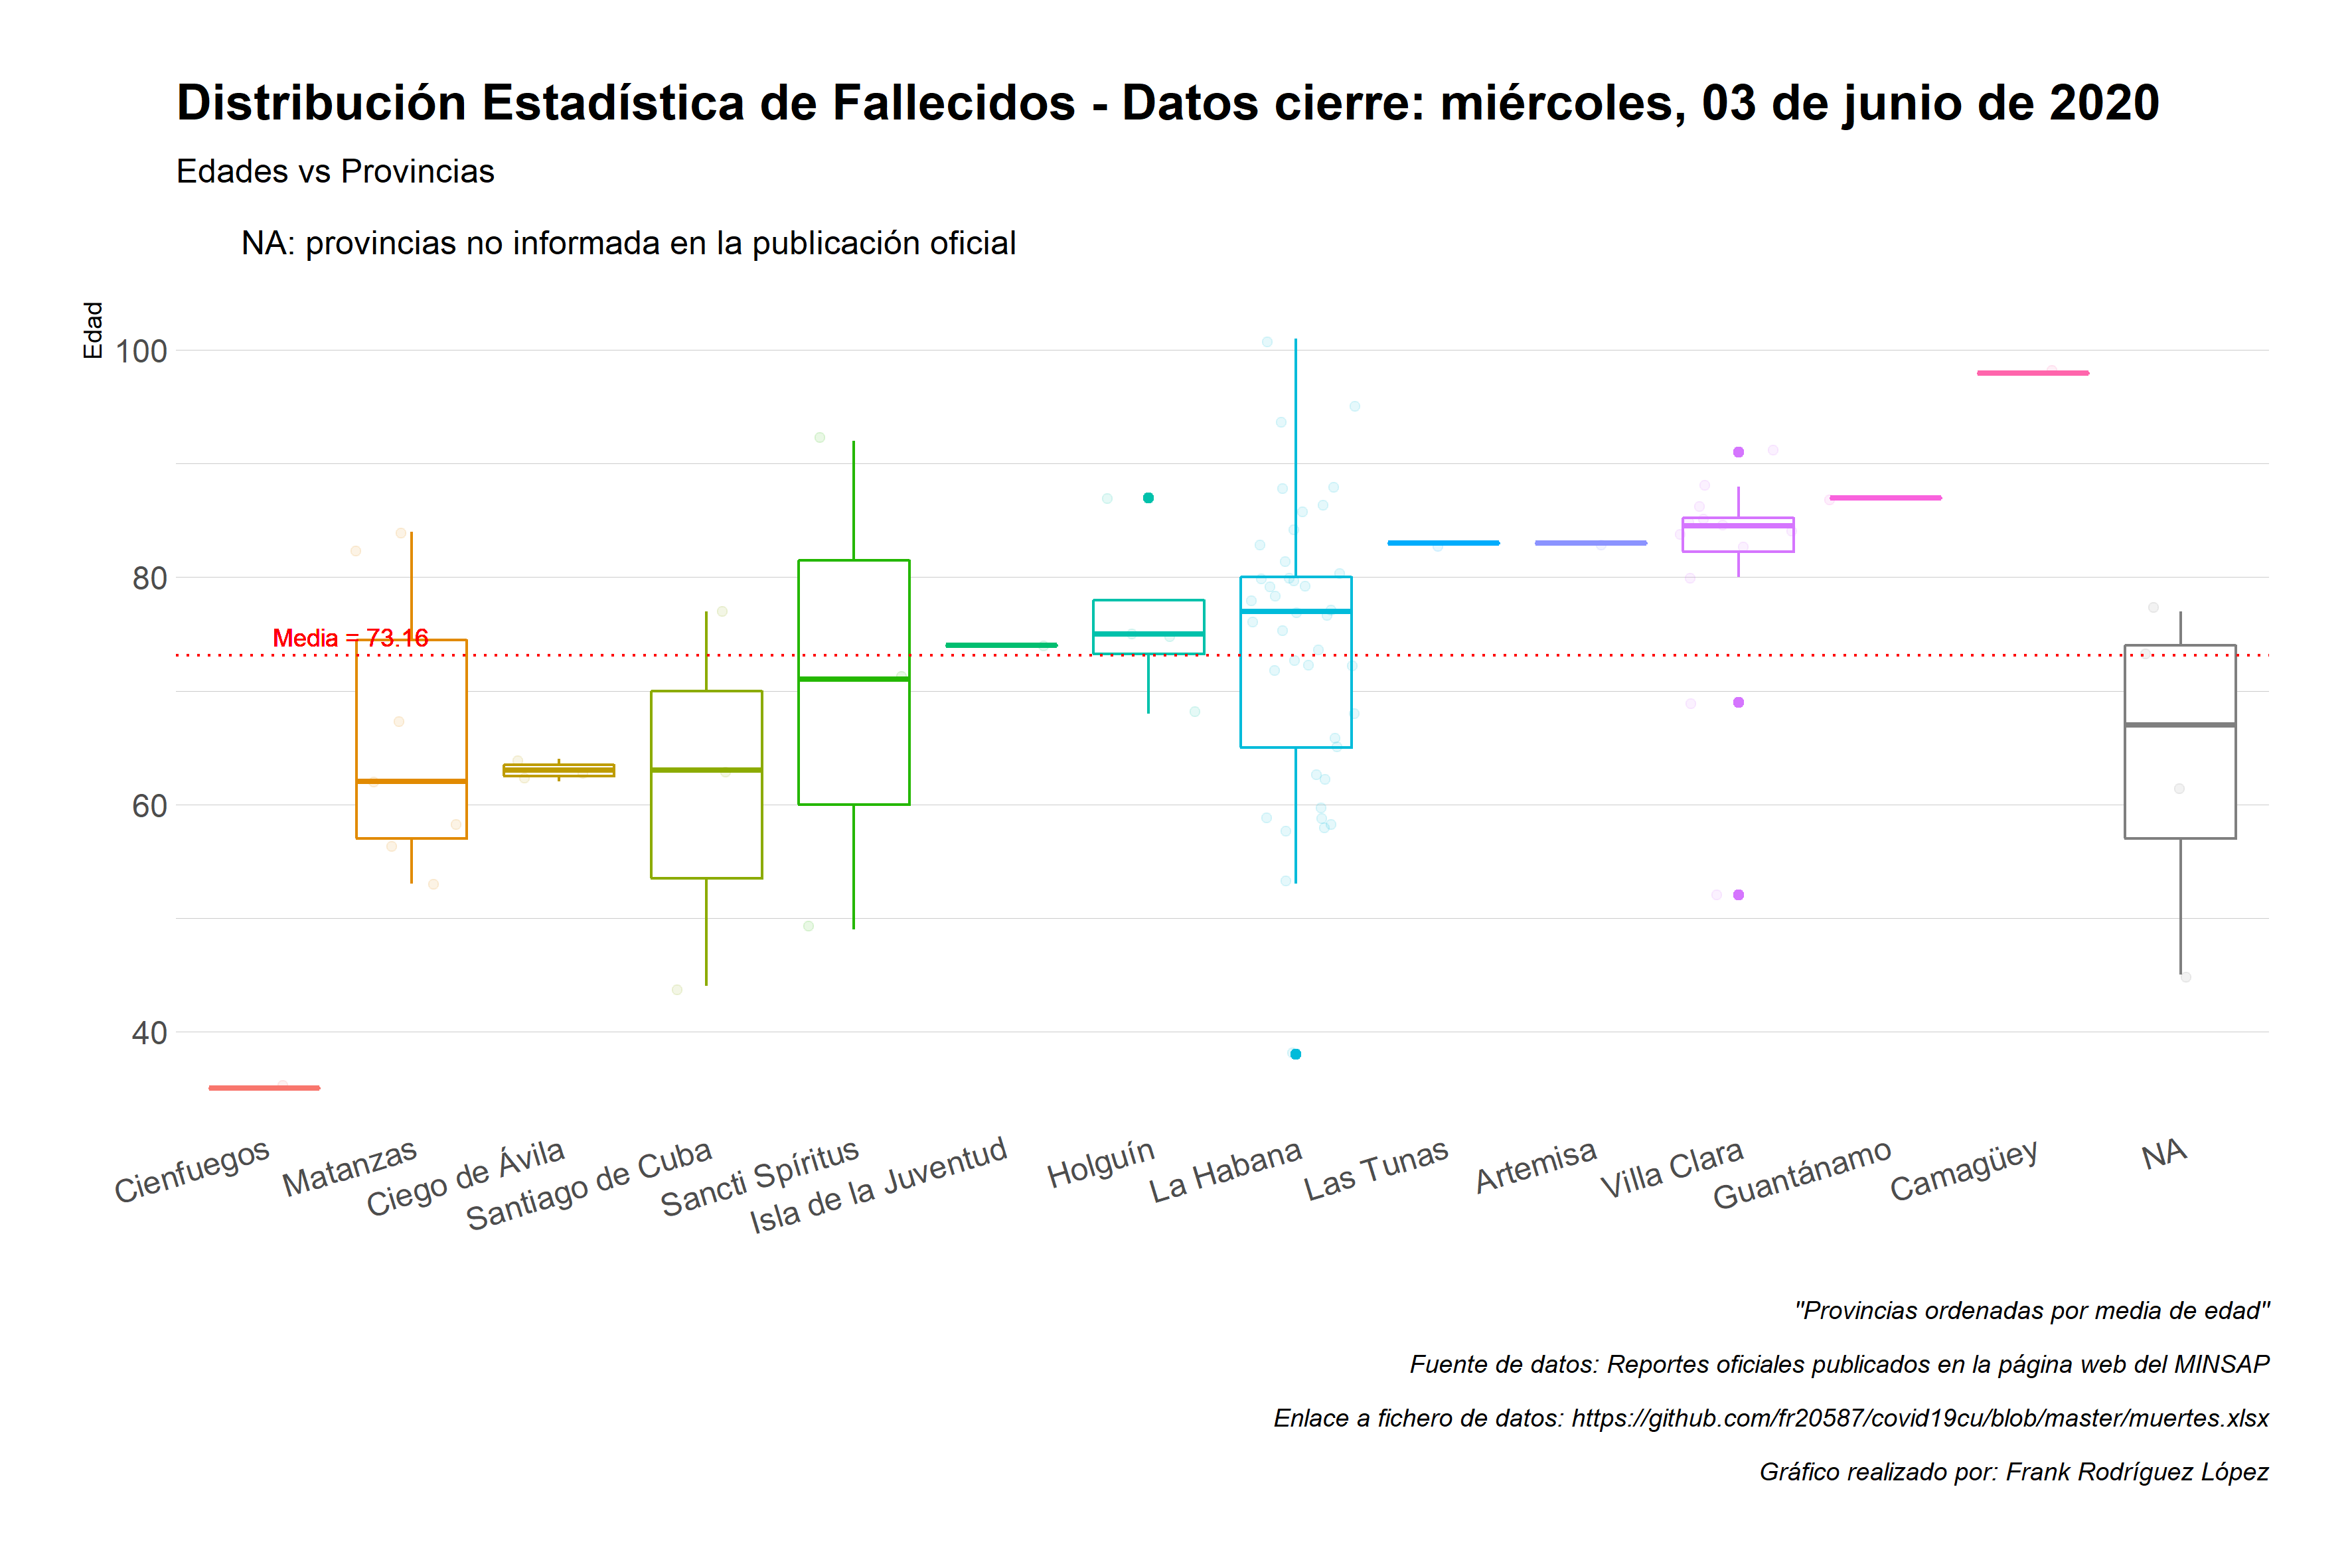 Distribución Estadística de Fallecidos - Datos cierre: miércoles, 03 de junio de 2020
Edades vs Provincias
NA: provincias no informada en la publicación oficial
Edad
100
80
60
40
Media = 73.16
Cienfuegos
Matanzas
Ciego de Ávila
Santiago de Cuba
Sancti Spíritus
Isla de la Juventud
Holguín
La Habana
Las Tunas
Artemisa
Villa Clara
Guantánamo
Camagüey
NA
"Provincias ordenadas por media de edad"
Fuente de datos: Reportes oficiales publicados en la página web del MINSAP
Enlace a fichero de datos: https://github.com/fr20587/covid19cu/blob/master/muertes.xlsx
Gráfico realizado por: Frank Rodríguez López